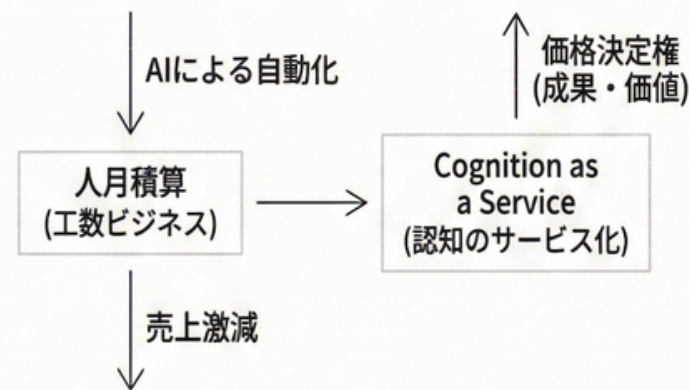 AIによる自動化
価格決定権
(成果・価値)
人月積算
(工数ビジネス)
Cognition as
a Service
(認知のサービス化)
売上激減